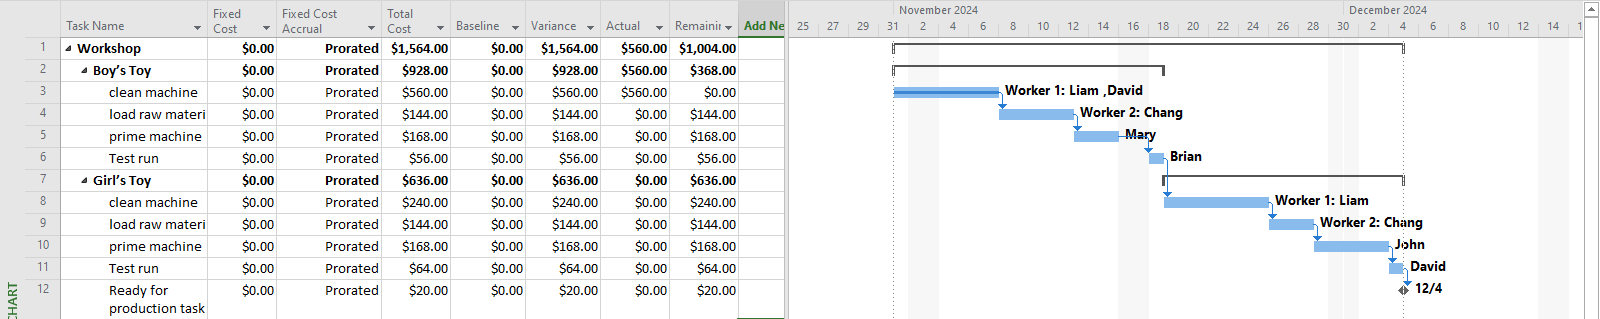 Task Name Fixed Cost Fixed Cost Accrual Total Cost Baseline Variance Actual Remainin Add Ne
November 2024 December 2024
25 27 29 31 2 4 6 8 10 12 14 16 18 20 22 24 26 28 30 2 4 6 8 10 12 14 1
1 Workshop $0.00 Prorated $1,564.00 $0.00 $1,564.00 $560.00 $1,004.00
2 Boy's Toy $0.00 Prorated $928.00 $0.00 $928.00 $560.00 $368.00
3 clean machine $0.00 Prorated $560.00 $0.00 $560.00 $560.00 $0.00 Worker 1: Liam ,David
4 load raw materi $0.00 Prorated $144.00 $0.00 $144.00 $0.00 $144.00 Worker 2: Chang
5 prime machine $0.00 Prorated $168.00 $0.00 $168.00 $0.00 $168.00 Mary
6 Test run $0.00 Prorated $56.00 $0.00 $56.00 $0.00 $56.00 Brian
7 Girl's Toy $0.00 Prorated $636.00 $0.00 $636.00 $0.00 $636.00
8 clean machine $0.00 Prorated $240.00 $0.00 $240.00 $0.00 $240.00 Worker 1: Liam
9 load raw materi $0.00 Prorated $144.00 $0.00 $144.00 $0.00 $144.00 Worker 2: Chang
10 prime machine $0.00 Prorated $168.00 $0.00 $168.00 $0.00 $168.00 John
11 Test run $0.00 Prorated $64.00 $0.00 $64.00 $0.00 $64.00 David
12 Ready for production task $0.00 Prorated $20.00 $0.00 $20.00 $0.00 $20.00 12/4
CHART